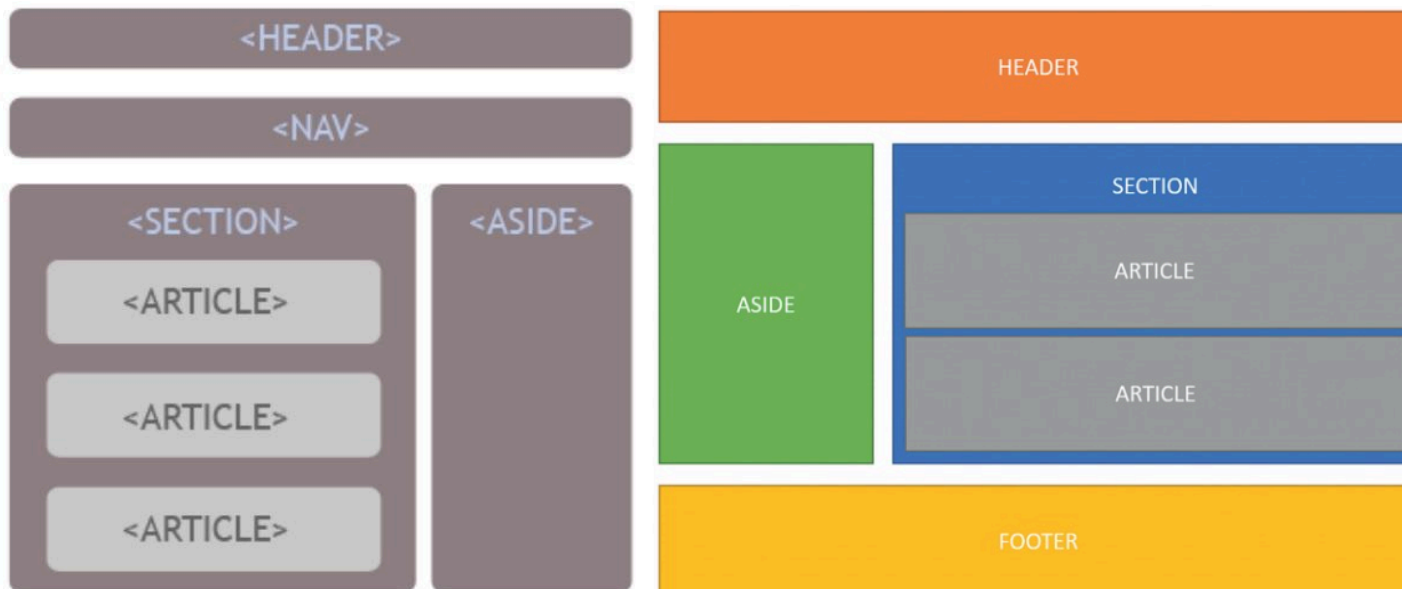 <HEADER>
<NAV>
<SECTION>
<ARTICLE>
<ARTICLE>
<ARTICLE>
<ASIDE>
HEADER
ASIDE
SECTION
ARTICLE
ARTICLE
FOOTER